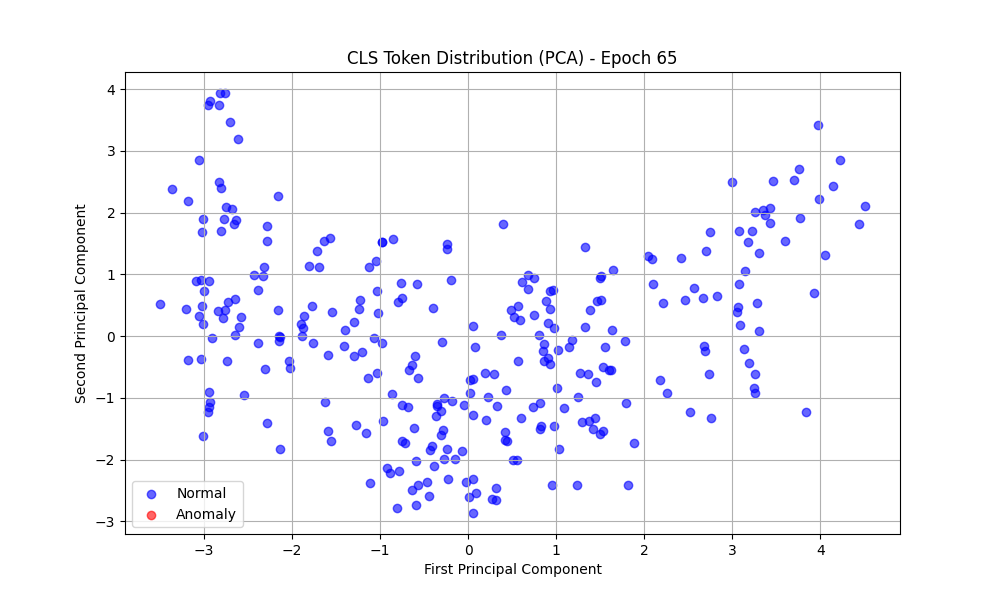 CLS Token Distribution (PCA) - Epoch 65
4
3
2
1
0
−1
−2
−3
Second Principal Component
Normal
Anomaly
−3 −2 −1 0 1 2 3 4
First Principal Component